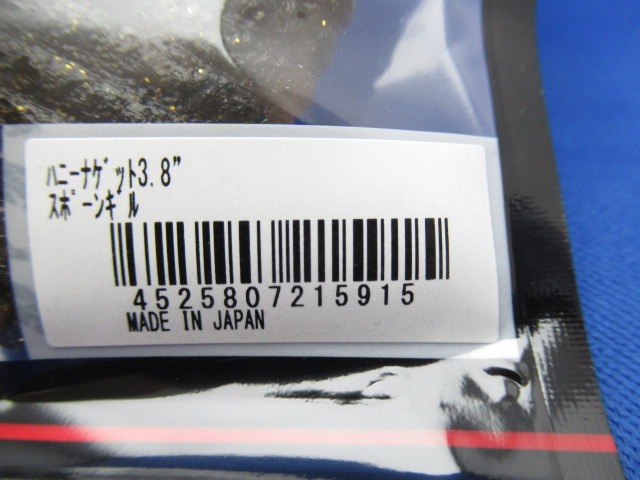 ﾊﾆｰﾅｹﾞｯﾄ3.8"
ｽﾎﾟｰﾝｷﾞﾙ
4525807215915
MADE IN JAPAN